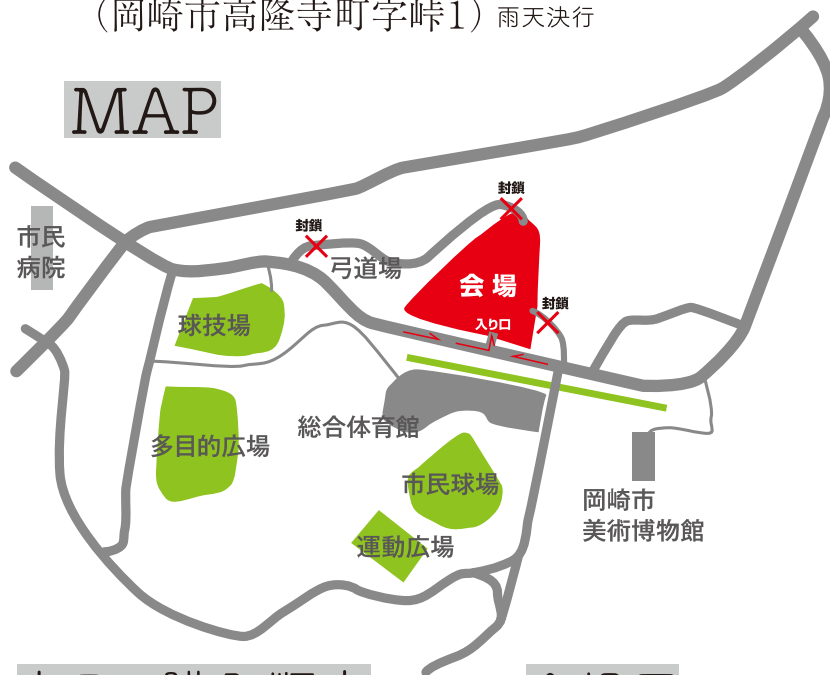 (岡崎市高隆寺町字峠1) 雨天決行
MAP
封鎖
封鎖
市民
病院
弓道場
会場
封鎖
球技場
入り口
総合体育館
多目的広場
市民球場
岡崎市
美術博物館
運動広場